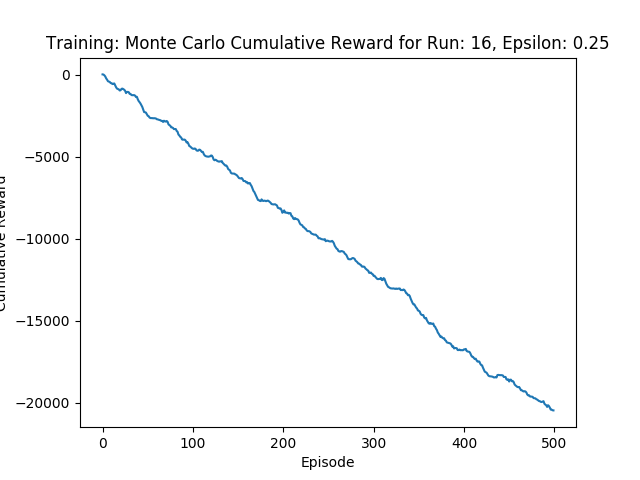 Training: Monte Carlo Cumulative Reward for Run: 16, Epsilon: 0.25
0
−5000
−10000
−15000
−20000
Cumulative Reward
0 100 200 300 400 500
Episode